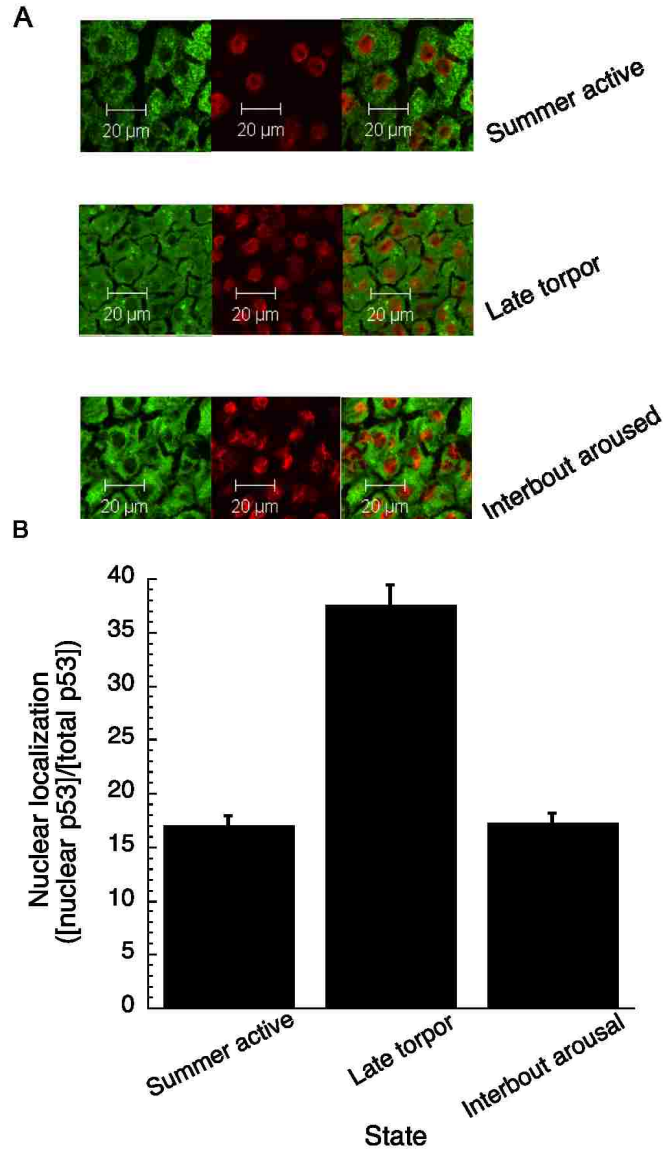 A
20 µm 20 µm 20 µm
Summer active
20 µm 20 µm 20 µm
Late torpor
20 µm 20 µm 20 µm
Interbout aroused
B
Nuclear localization
([nuclear p53]/[total p53])
40
35
30
25
20
15
10
5
0
Summer active
Late torpor
Interbout arousal
State